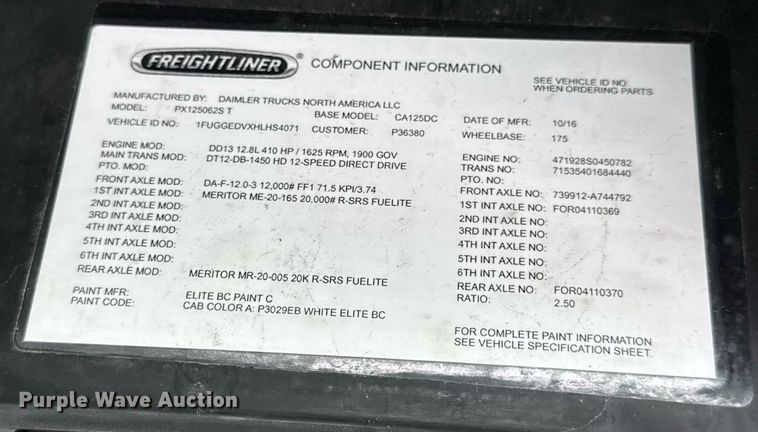 FREIGHTLINER ® COMPONENT INFORMATION
SEE VEHICLE ID NO.
WHEN ORDERING PARTS
MANUFACTURED BY: DAIMLER TRUCKS NORTH AMERICA LLC
MODEL: PX125062S T BASE MODEL: CA125DC DATE OF MFR: 10/16
VEHICLE ID NO: 1FUGGEDVXHLHS4071 CUSTOMER: P36380 WHEELBASE: 175
ENGINE MOD: DD13 12.8L 410 HP / 1625 RPM, 1900 GOV ENGINE NO: 471928S0450782
MAIN TRANS MOD: DT12-DB-1450 HD 12-SPEED DIRECT DRIVE TRANS NO: 71535401684440
PTO. MOD: PTO. NO:
FRONT AXLE MOD: DA-F-12.0-3 12,000# FF1 71.5 KPI/3.74 FRONT AXLE NO: 739912-A744792
1ST INT AXLE MOD: MERITOR ME-20-165 20,000# R-SRS FUELITE 1ST INT AXLE NO: FOR04110369
2ND INT AXLE MOD: 2ND INT AXLE NO:
3RD INT AXLE MOD: 3RD INT AXLE NO:
4TH INT AXLE MOD: 4TH INT AXLE NO:
5TH INT AXLE MOD: 5TH INT AXLE NO:
6TH INT AXLE MOD: 6TH INT AXLE NO:
REAR AXLE MOD: MERITOR MR-20-005 20K R-SRS FUELITE REAR AXLE NO: FOR04110370
RATIO: 2.50
PAINT MFR: ELITE BC PAINT C
PAINT CODE: CAB COLOR A: P3029EB WHITE ELITE BC
FOR COMPLETE PAINT INFORMATION
SEE VEHICLE SPECIFICATION SHEET.
Purple Wave Auction